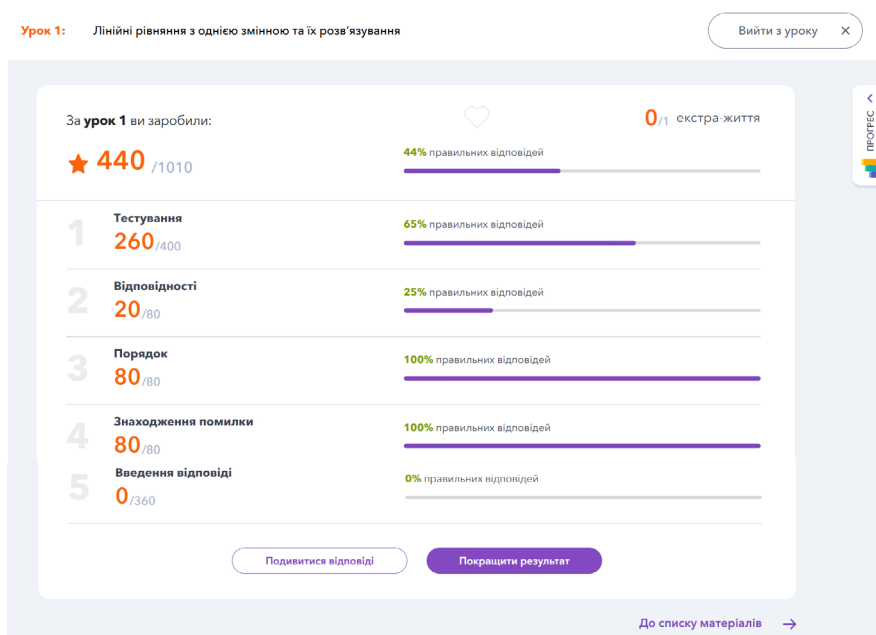 Урок 1: Лінійні рівняння з однією змінною та їх розв'язування
Вийти з уроку ×
За урок 1 ви заробили:
0/1 екстра-життя
440 /1010
44% правильних відповідей
ПРОГРЕС
1 Тестування
260/400
65% правильних відповідей
2 Відповідності
20/80
25% правильних відповідей
3 Порядок
80/80
100% правильних відповідей
4 Знаходження помилки
80/80
100% правильних відповідей
5 Введення відповіді
0/360
0% правильних відповідей
Подивитися відповіді
Покращити результат
До списку матеріалів →